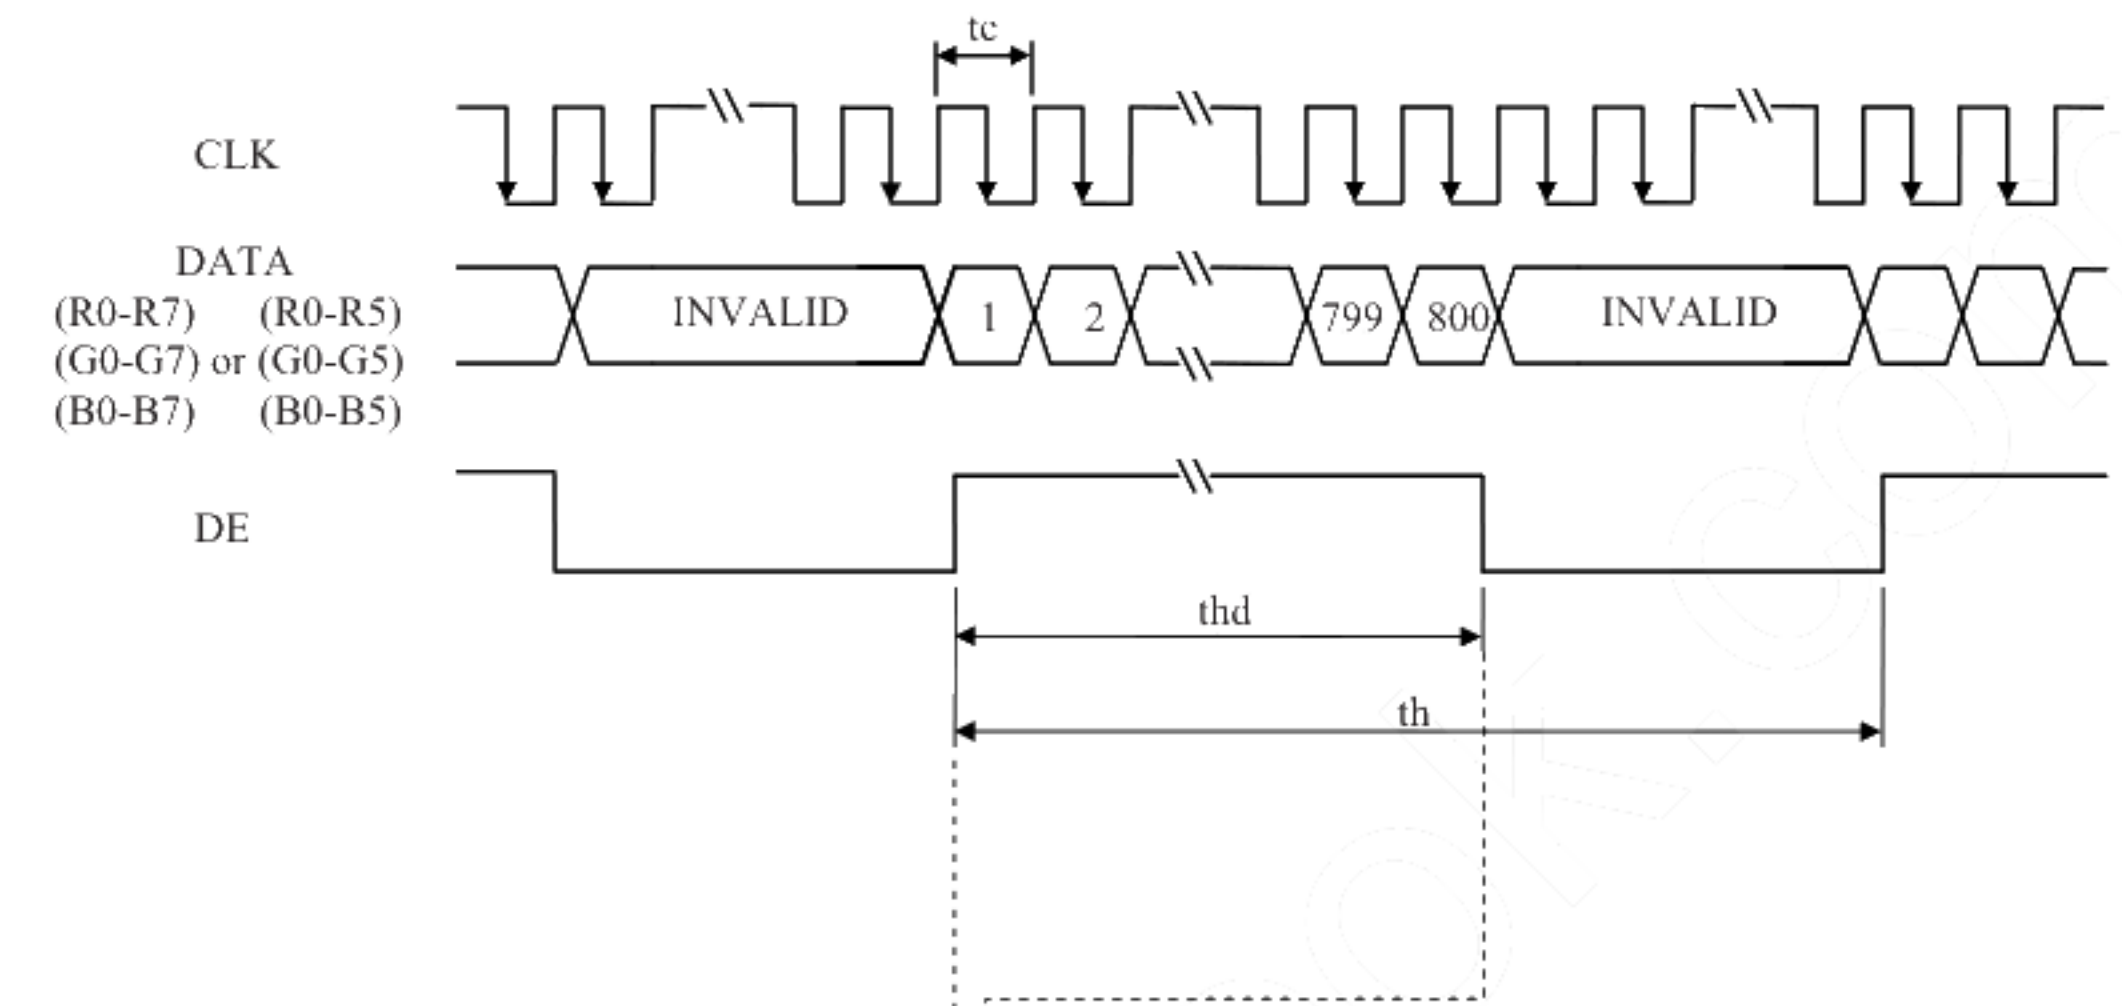 tc
CLK
DATA
(R0-R7) (R0-R5)
(G0-G7) or (G0-G5)
(B0-B7) (B0-B5)
INVALID 1 2 799 800 INVALID
DE
thd
th